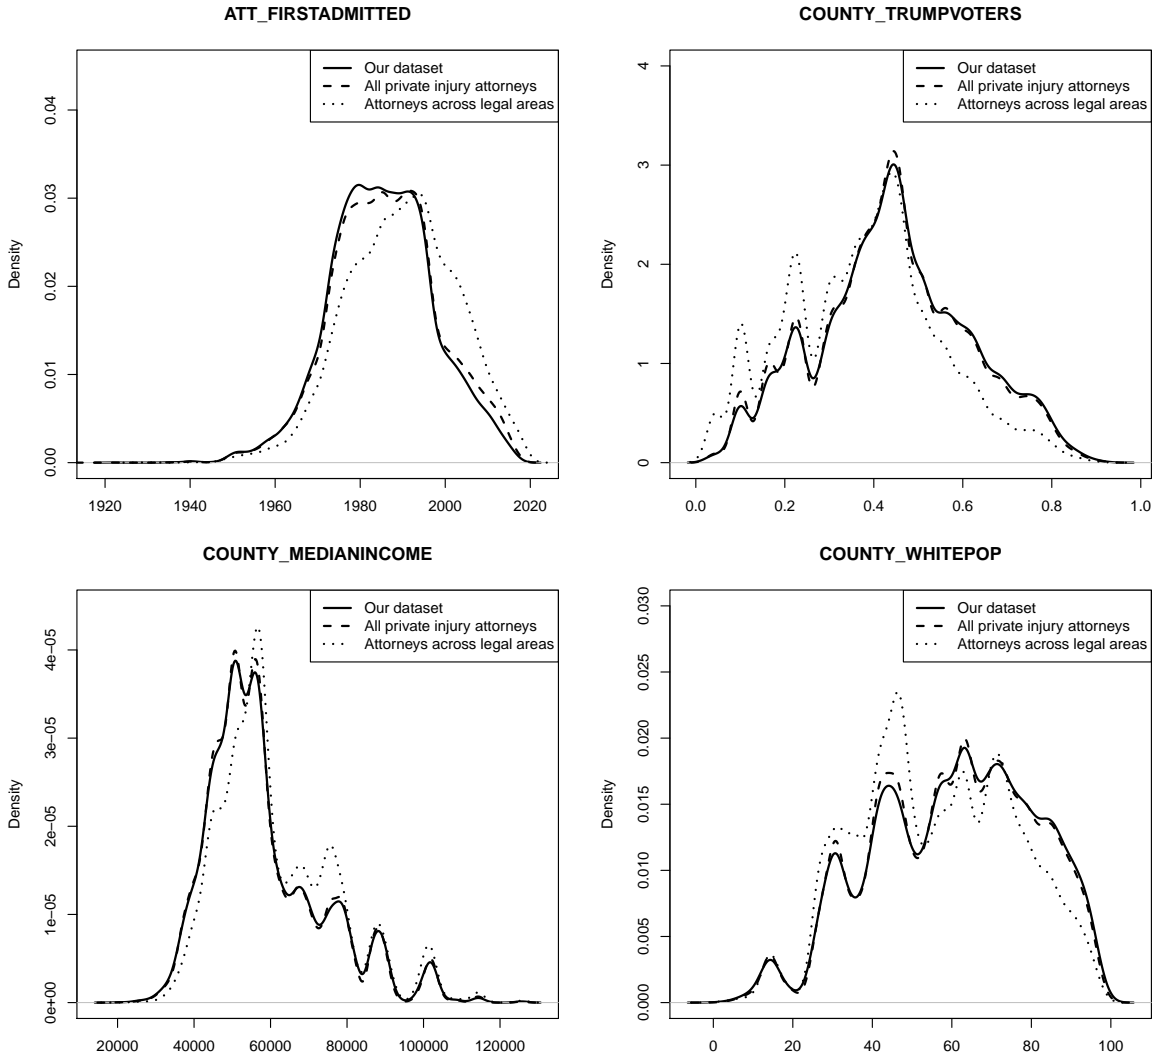 ATT_FIRSTADMITTED
Our dataset
All private injury attorneys
Attorneys across legal areas
Density
0.00
0.01
0.02
0.03
0.04
1920 1940 1960 1980 2000 2020
COUNTY_TRUMPVOTERS
Our dataset
All private injury attorneys
Attorneys across legal areas
Density
0
1
2
3
4
0.0 0.2 0.4 0.6 0.8 1.0
COUNTY_MEDIANINCOME
Our dataset
All private injury attorneys
Attorneys across legal areas
Density
0e+00
1e−05
2e−05
3e−05
4e−05
20000 40000 60000 80000 100000 120000
COUNTY_WHITEPOP
Our dataset
All private injury attorneys
Attorneys across legal areas
Density
0.000
0.005
0.010
0.015
0.020
0.025
0.030
0 20 40 60 80 100